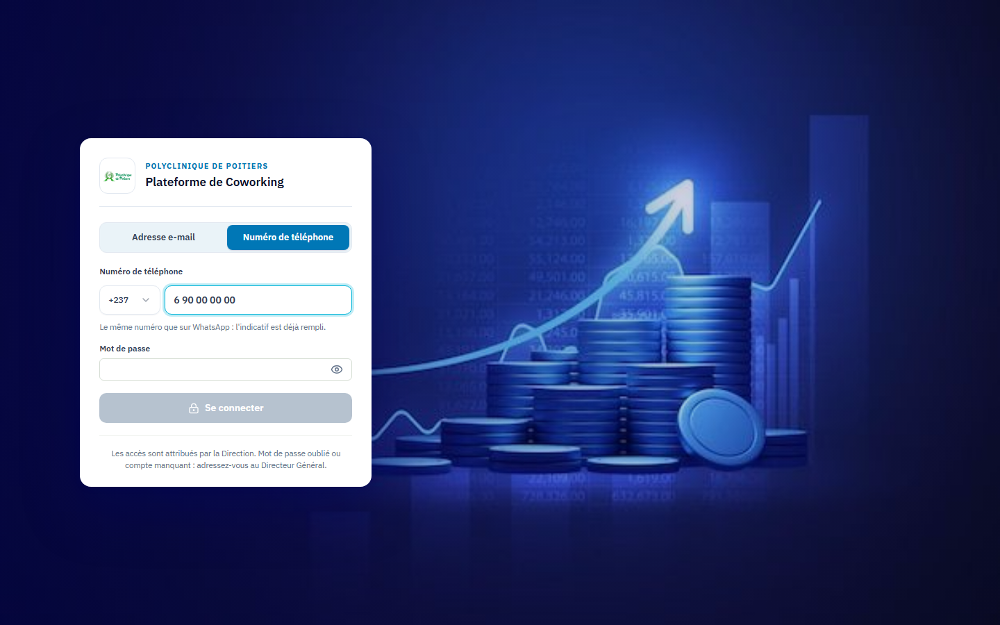 POLYCLINIQUE DE POITIERS
Plateforme de Coworking
Adresse e-mail
Numéro de téléphone
Numéro de téléphone
+237
6 90 00 00 00
Le même numéro que sur WhatsApp : l'indicatif est déjà rempli.
Mot de passe
Se connecter
Les accès sont attribués par la Direction. Mot de passe oublié ou
compte manquant : adressez-vous au Directeur Général.